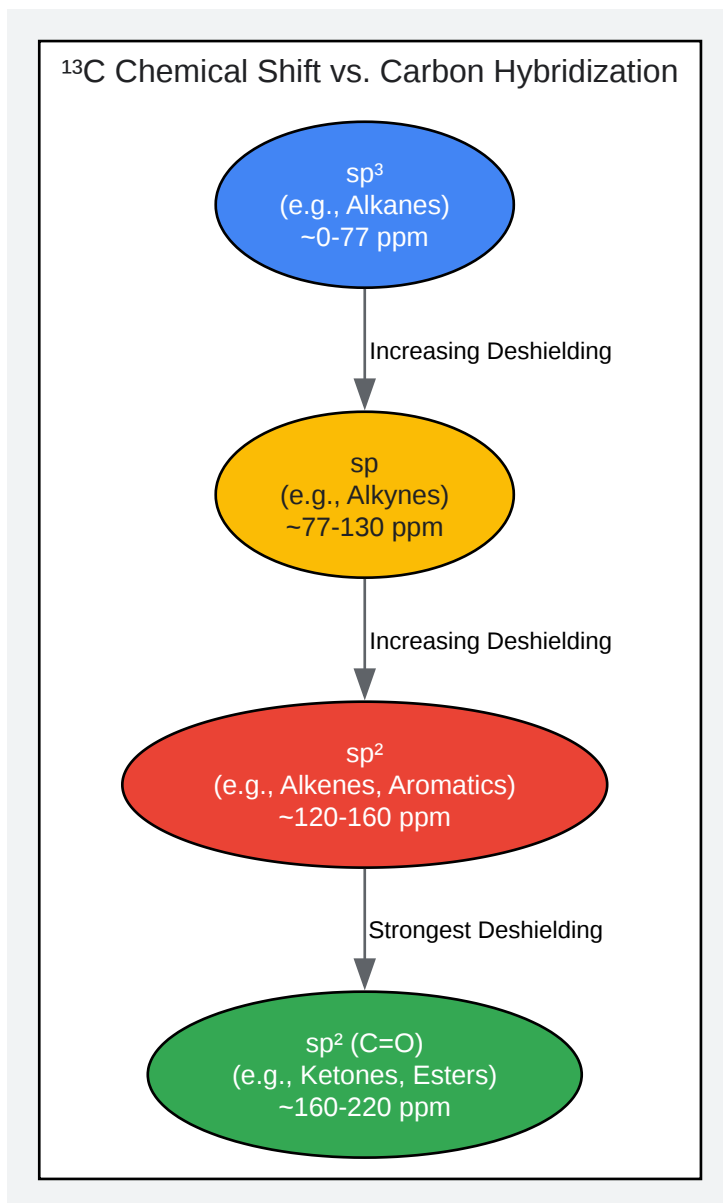 ¹³C Chemical Shift vs. Carbon Hybridization
sp³
(e.g., Alkanes)
~0-77 ppm
Increasing Deshielding
sp
(e.g., Alkynes)
~77-130 ppm
Increasing Deshielding
sp²
(e.g., Alkenes, Aromatics)
~120-160 ppm
Strongest Deshielding
sp² (C=O)
(e.g., Ketones, Esters)
~160-220 ppm